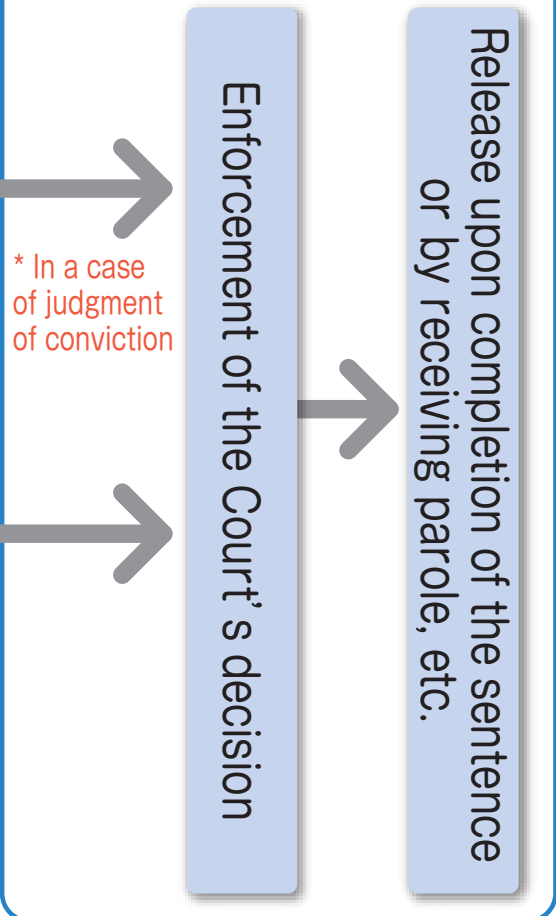 * In a case
of judgment
of conviction
Enforcement of the Court's decision
Release upon completion of the sentence
or by receiving parole, etc.